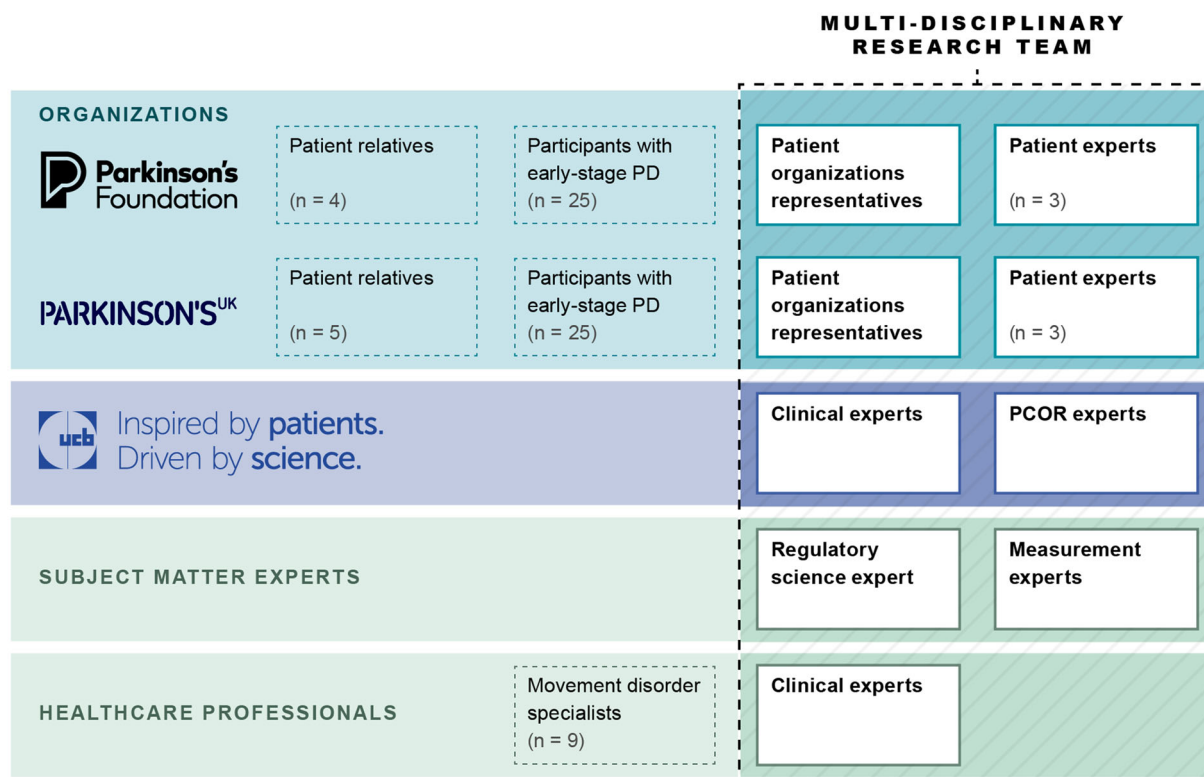 MULTI-DISCIPLINARY
RESEARCH TEAM
ORGANIZATIONS
Parkinson's
Foundation
Patient relatives
(n = 4)
Participants with
early-stage PD
(n = 25)
Patient
organizations
representatives
Patient experts
(n = 3)
PARKINSON'S UK
Patient relatives
(n = 5)
Participants with
early-stage PD
(n = 25)
Patient
organizations
representatives
Patient experts
(n = 3)
ucb
Inspired by patients.
Driven by science.
Clinical experts
PCOR experts
SUBJECT MATTER EXPERTS
Regulatory
science expert
Measurement
experts
HEALTHCARE PROFESSIONALS
Movement disorder
specialists
(n = 9)
Clinical experts